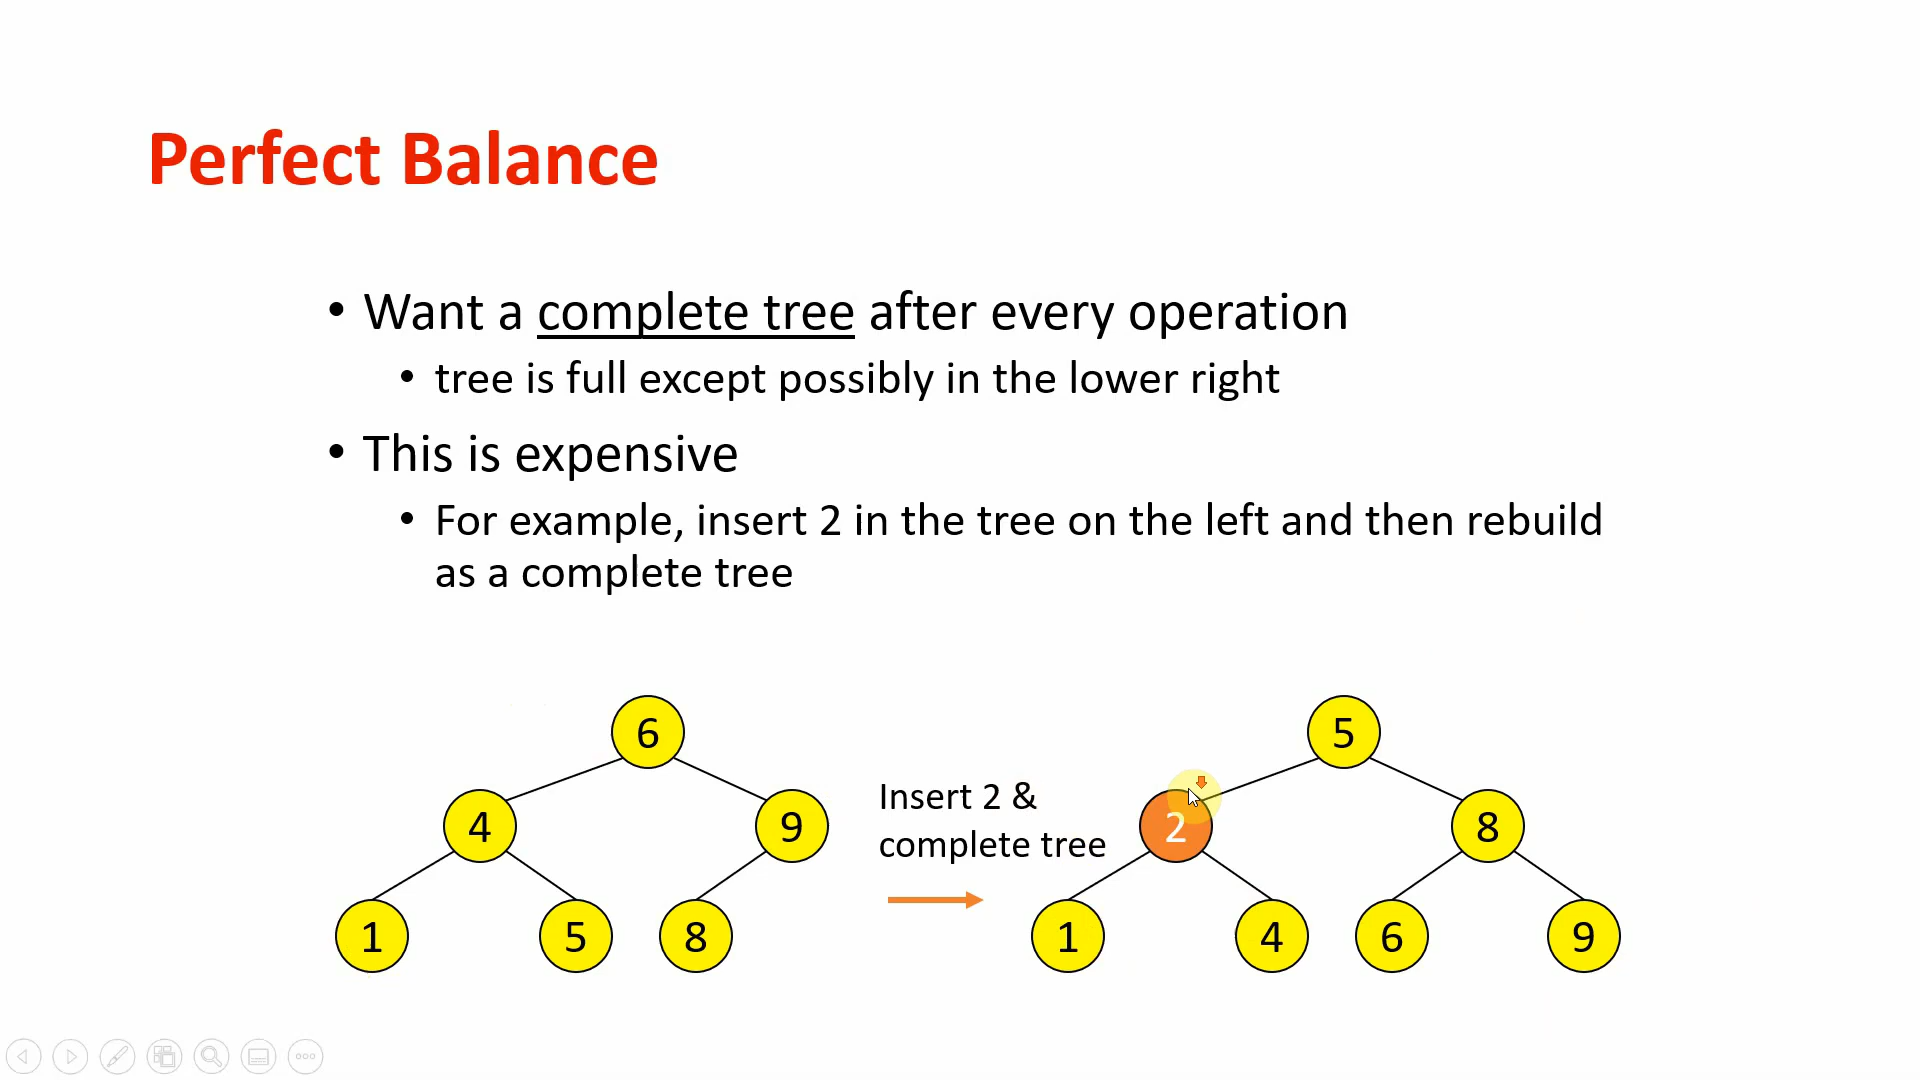 Perfect Balance
• Want a complete tree after every operation
• tree is full except possibly in the lower right
• This is expensive
• For example, insert 2 in the tree on the left and then rebuild
as a complete tree
6
4
9
1
5
8
Insert 2 &
complete tree
5
2
8
1
4
6
9